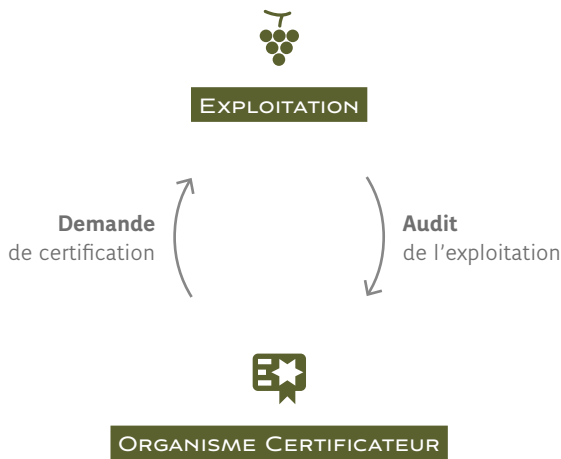 EXPLOITATION
Demande
de certification
Audit
de l'exploitation
ORGANISME CERTIFICATEUR